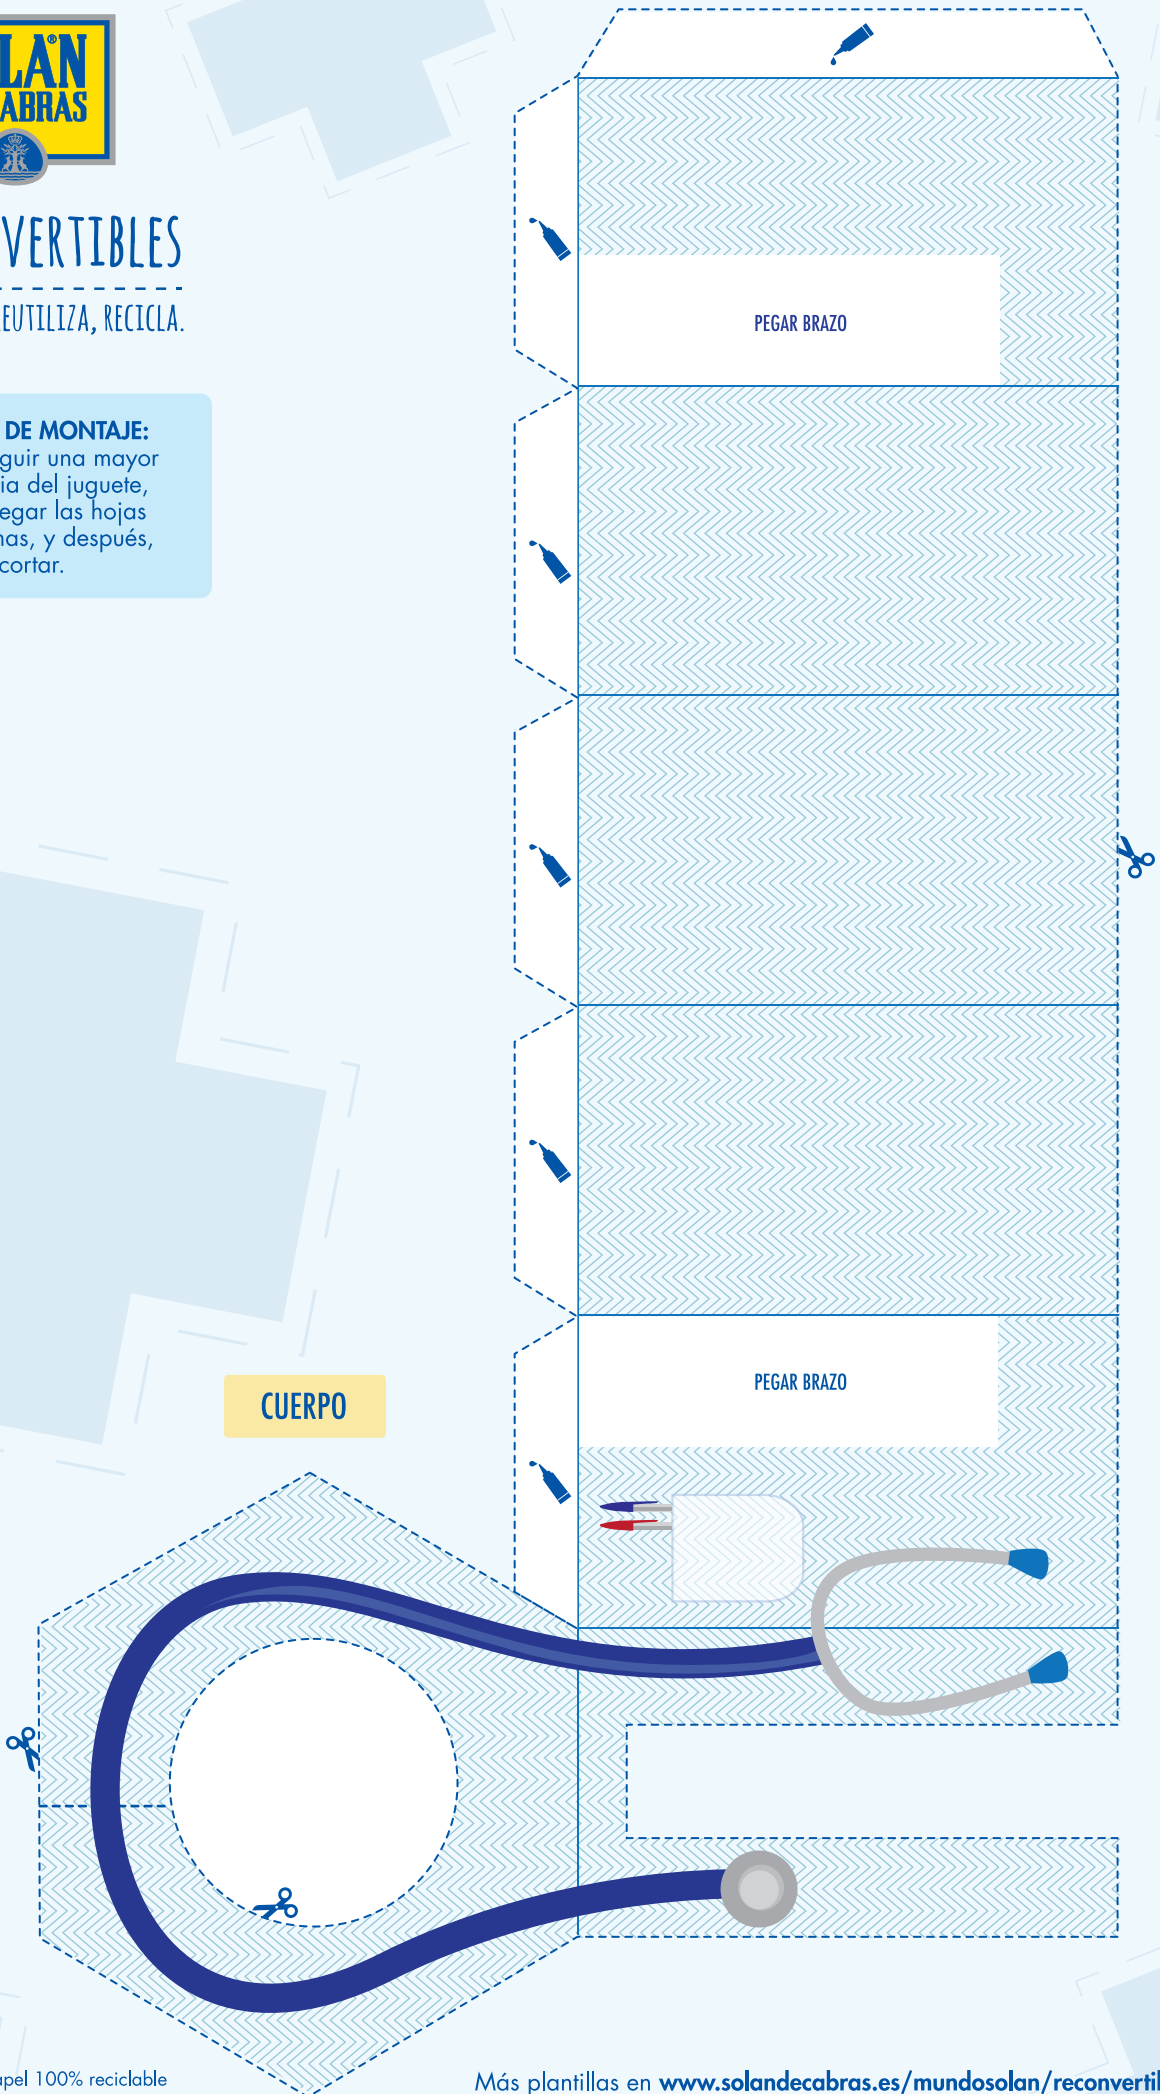 LAN®
ABRAS
VERTIBLES
EUTILIZA, RECICLA.
DE MONTAJE:
guir una mayor
ia del juguete,
egar las hojas
nas, y después,
cortar.
PEGAR BRAZO
PEGAR BRAZO
CUERPO
apel 100% reciclable
Más plantillas en www.solandecabras.es/mundosolan/reconvertil